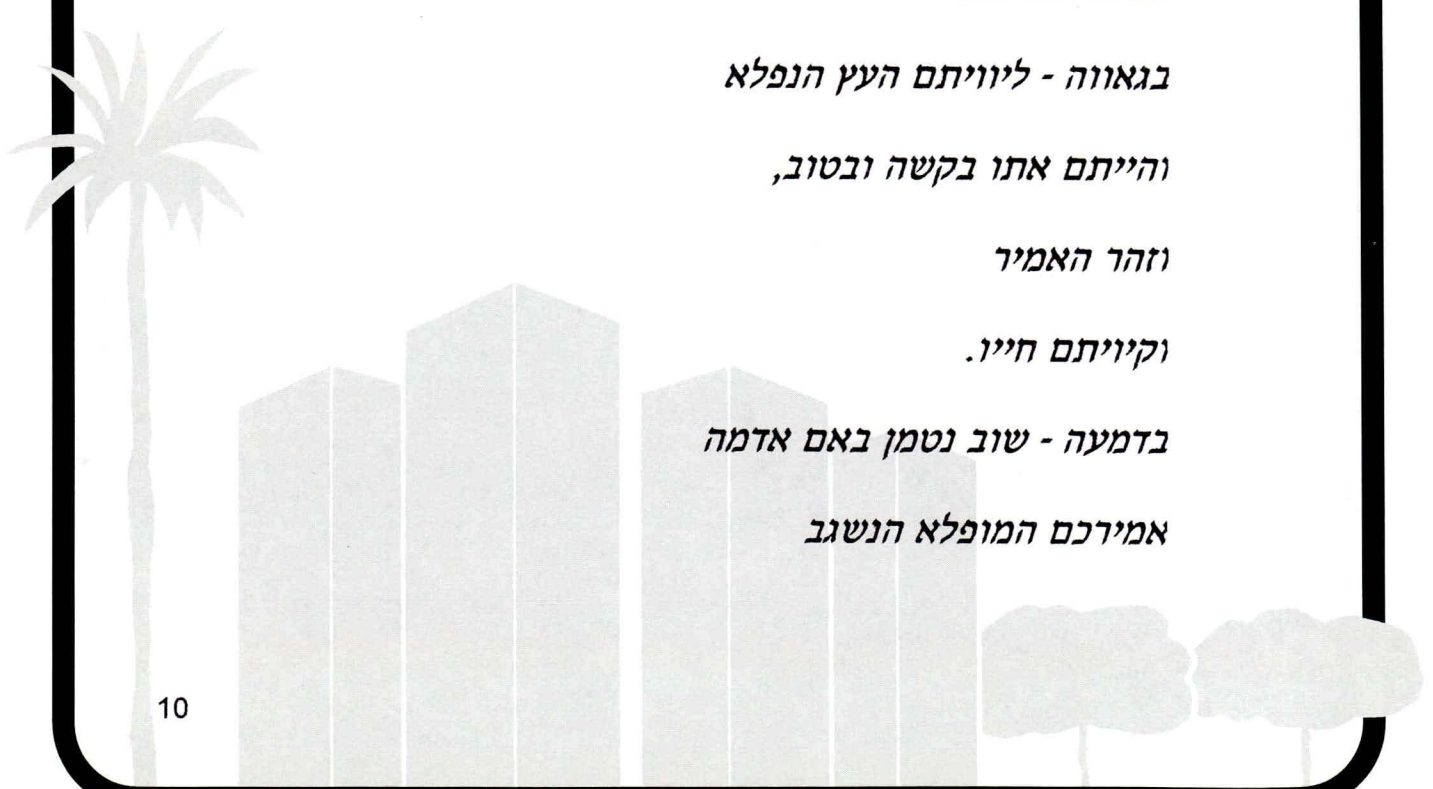 בגאווה - ליוויתם העץ הנפלא
והייתם אתו בקשה ובטוב,
וזהר האמיר
וקיויתם חייו.
בדמעה - שוב נטמן באם אדמה
אמירכם המופלא הנשגב
10